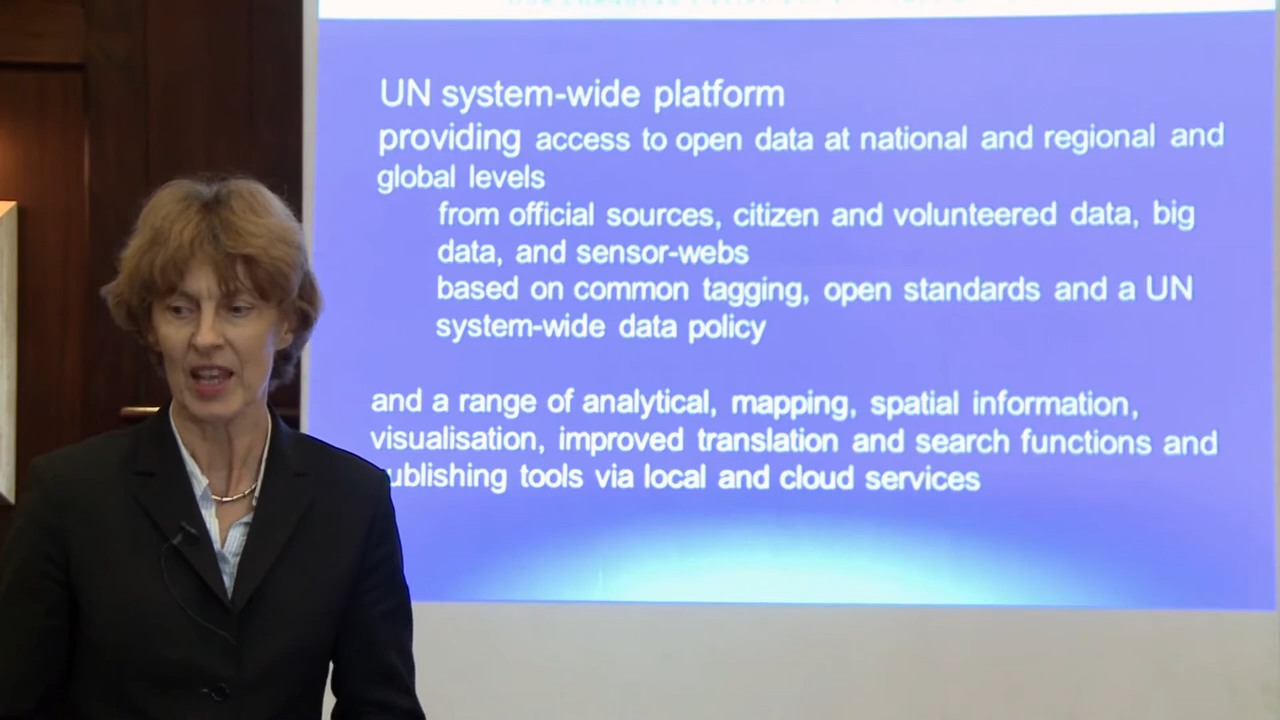 UN system-wide platform
providing access to open data at national and regional and
global levels
from official sources, citizen and volunteered data, big
data, and sensor-webs
based on common tagging, open standards and a UN
system-wide data policy
and a range of analytical, mapping, spatial information,
visualisation, improved translation and search functions and
ublishing tools via local and cloud services